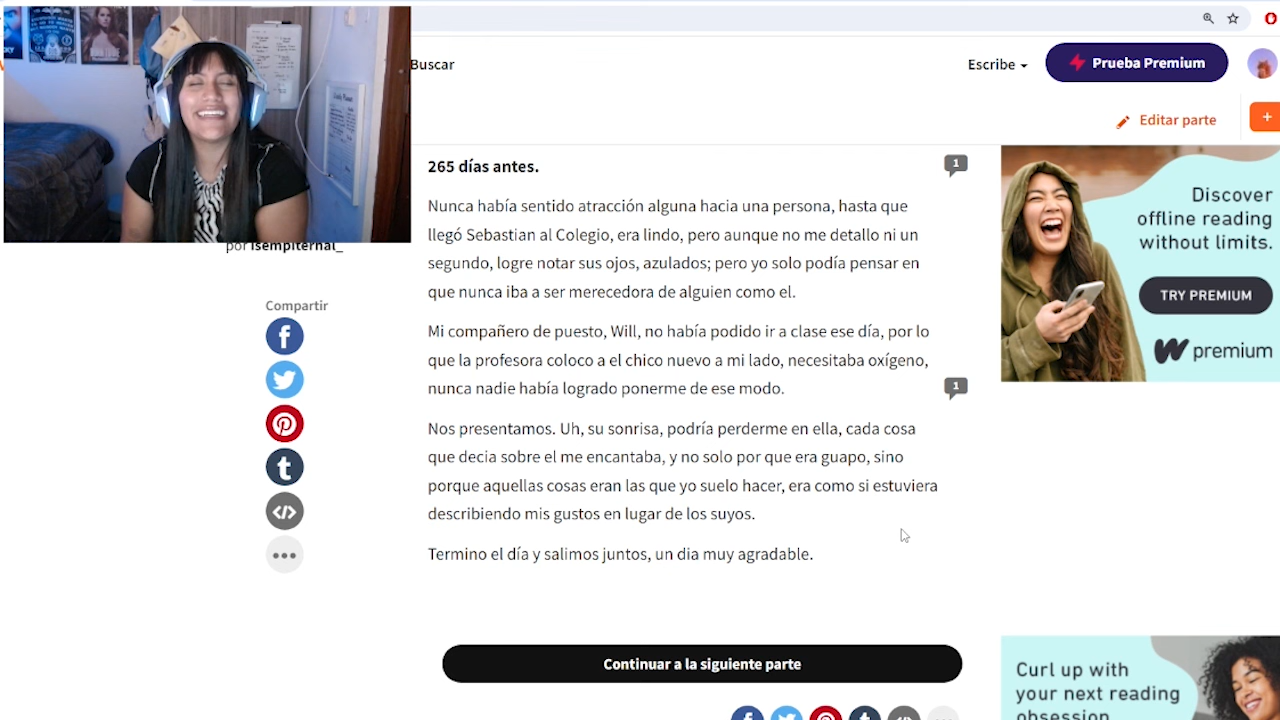 Buscar
Escribe
Prueba Premium
Editar parte
por isempiternal_
Compartir
265 días antes.
1
Nunca había sentido atracción alguna hacia una persona, hasta que
llegó Sebastian al Colegio, era lindo, pero aunque no me detallo ni un
segundo, logre notar sus ojos, azulados; pero yo solo podía pensar en
que nunca iba a ser merecedora de alguien como el.
Mi compañero de puesto, Will, no había podido ir a clase ese día, por lo
que la profesora coloco a el chico nuevo a mi lado, necesitaba oxígeno,
nunca nadie había logrado ponerme de ese modo.
1
Nos presentamos. Uh, su sonrisa, podría perderme en ella, cada cosa
que decia sobre el me encantaba, y no solo por que era guapo, sino
porque aquellas cosas eran las que yo suelo hacer, era como si estuviera
describiendo mis gustos en lugar de los suyos.
Termino el día y salimos juntos, un dia muy agradable.
Continuar a la siguiente parte
Discover
offline reading
without limits.
TRY PREMIUM
premium
Curl up with
your next reading
obsession